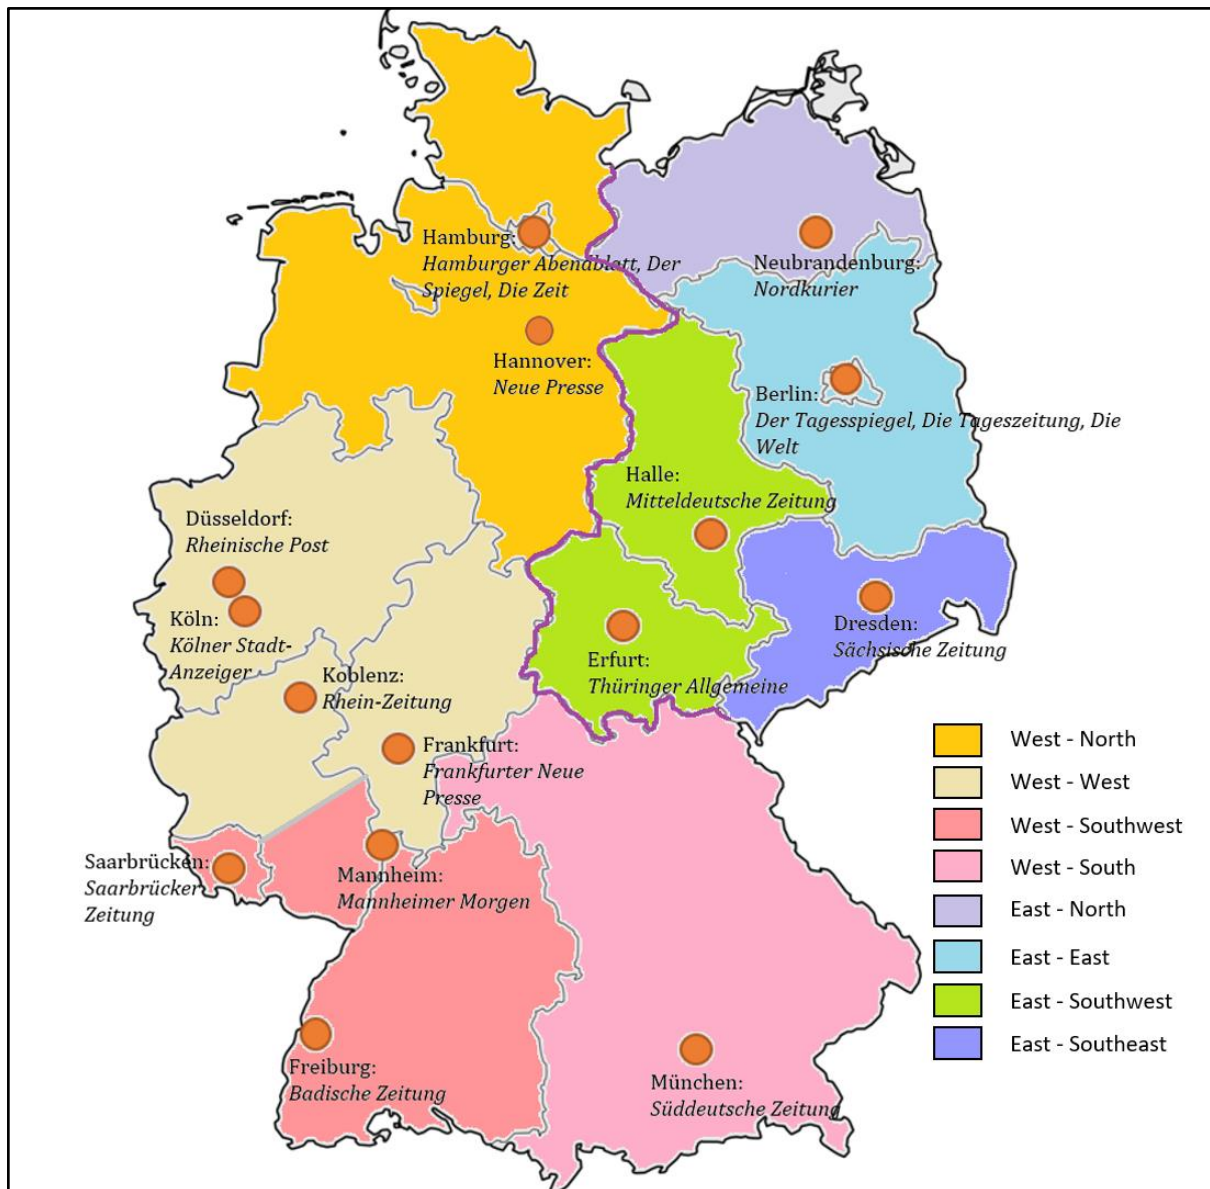 Hamburg:
Hamburger Abendblatt, Der
Spiegel, Die Zeit
Neubrandenburg:
Nordkurier
Hannover:
Neue Presse
Berlin:
Der Tagesspiegel, Die Tageszeitung, Die
Welt
Halle:
Mitteldeutsche Zeitung
Düsseldorf:
Rheinische Post
Köln:
Kölner Stadt-
Anzeiger
Dresden:
Sächsische Zeitung
Erfurt:
Thüringer Allgemeine
Koblenz:
Rhein-Zeitung
Frankfurt:
Frankfurter Neue
Presse
Saarbrücken:
Saarbrücker
Zeitung
Mannheim:
Mannheimer Morgen
Freiburg:
Badische Zeitung
München:
Süddeutsche Zeitung
West - North
West - West
West - Southwest
West - South
East - North
East - East
East - Southwest
East - Southeast